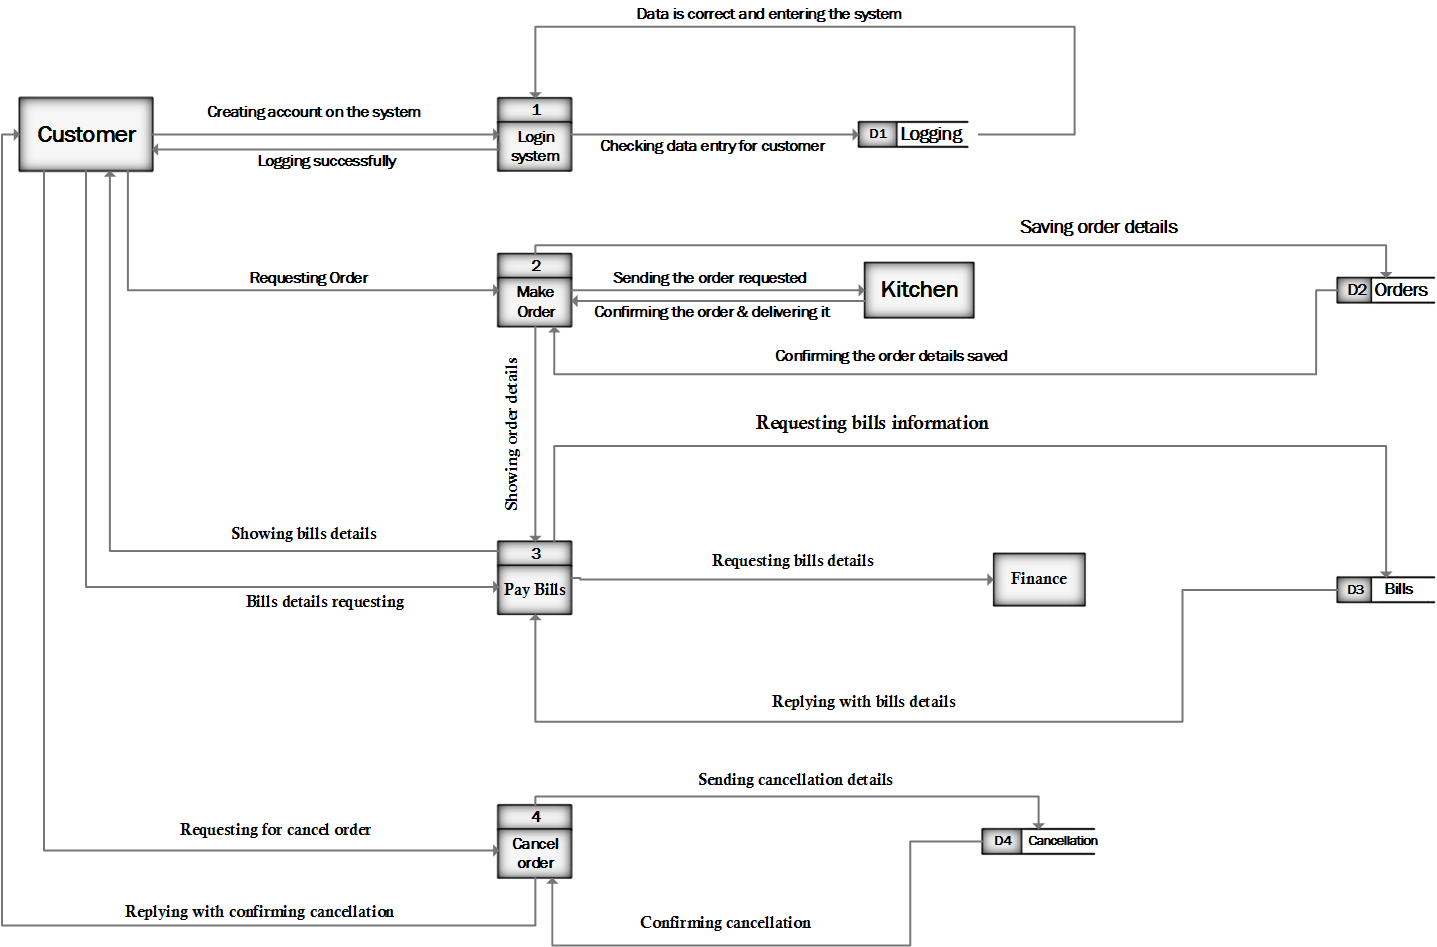 Data is correct and entering the system
Creating account on the system
1
Customer
Login
system
D1 Logging
Checking data entry for customer
Logging successfully
Saving order details
2
Requesting Order
Sending the order requested
Make
Order
Kitchen
D2 Orders
Confirming the order & delivering it
Confirming the order details saved
Showing order details
Requesting bills information
Showing bills details
3
Requesting bills details
Finance
Pay Bills
D3 Bills
Bills details requesting
Replying with bills details
Sending cancellation details
4
Requesting for cancel order
Cancel
order
D4 Cancellation
Replying with confirming cancellation
Confirming cancellation